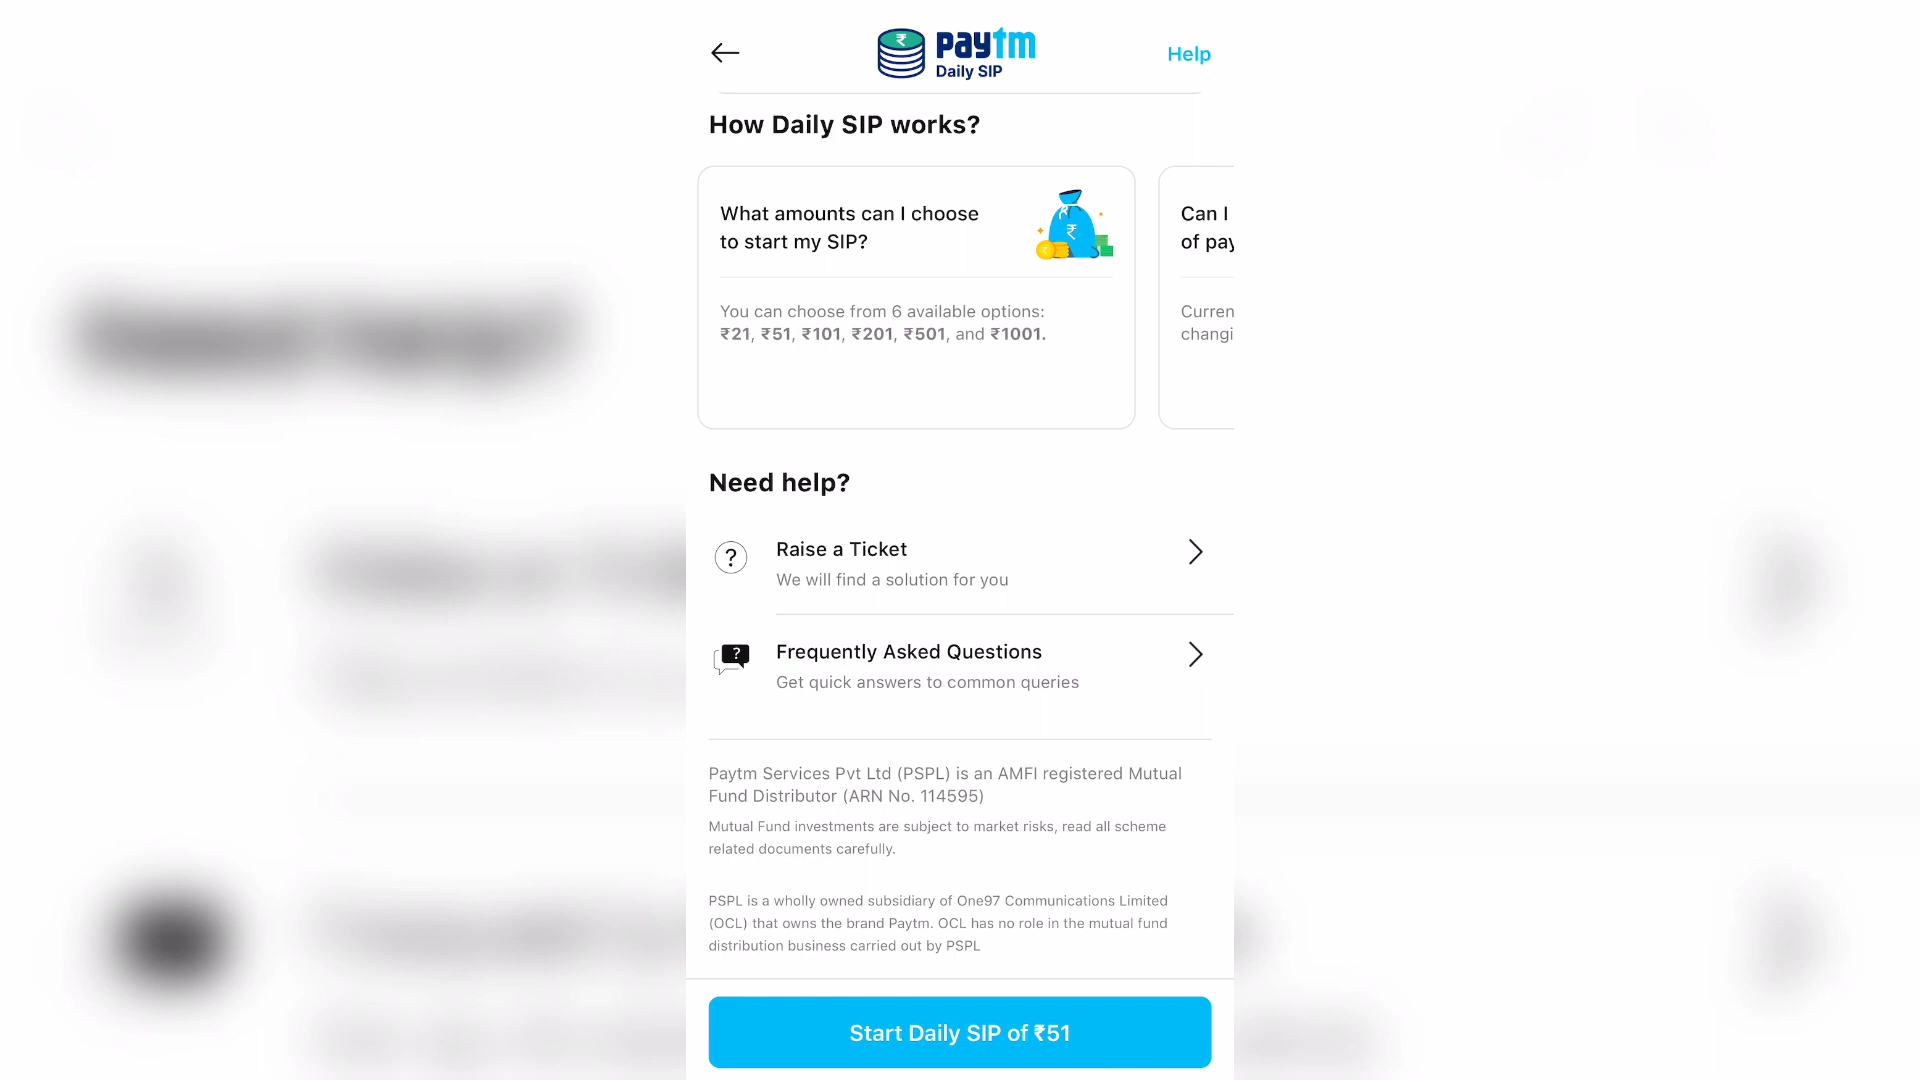 paytm
Daily SIP
Help
How Daily SIP works?
What amounts can I choose
to start my SIP?
You can choose from 6 available options:
₹21, ₹51, ₹101, ₹201, ₹501, and ₹1001.
Can I
of pay
Curren
changi
Need help?
Raise a Ticket
We will find a solution for you
Frequently Asked Questions
Get quick answers to common queries
Paytm Services Pvt Ltd (PSPL) is an AMFI registered Mutual
Fund Distributor (ARN No. 114595)
Mutual Fund investments are subject to market risks, read all scheme
related documents carefully.
PSPL is a wholly owned subsidiary of One97 Communications Limited
(OCL) that owns the brand Paytm. OCL has no role in the mutual fund
distribution business carried out by PSPL
Start Daily SIP of ₹51